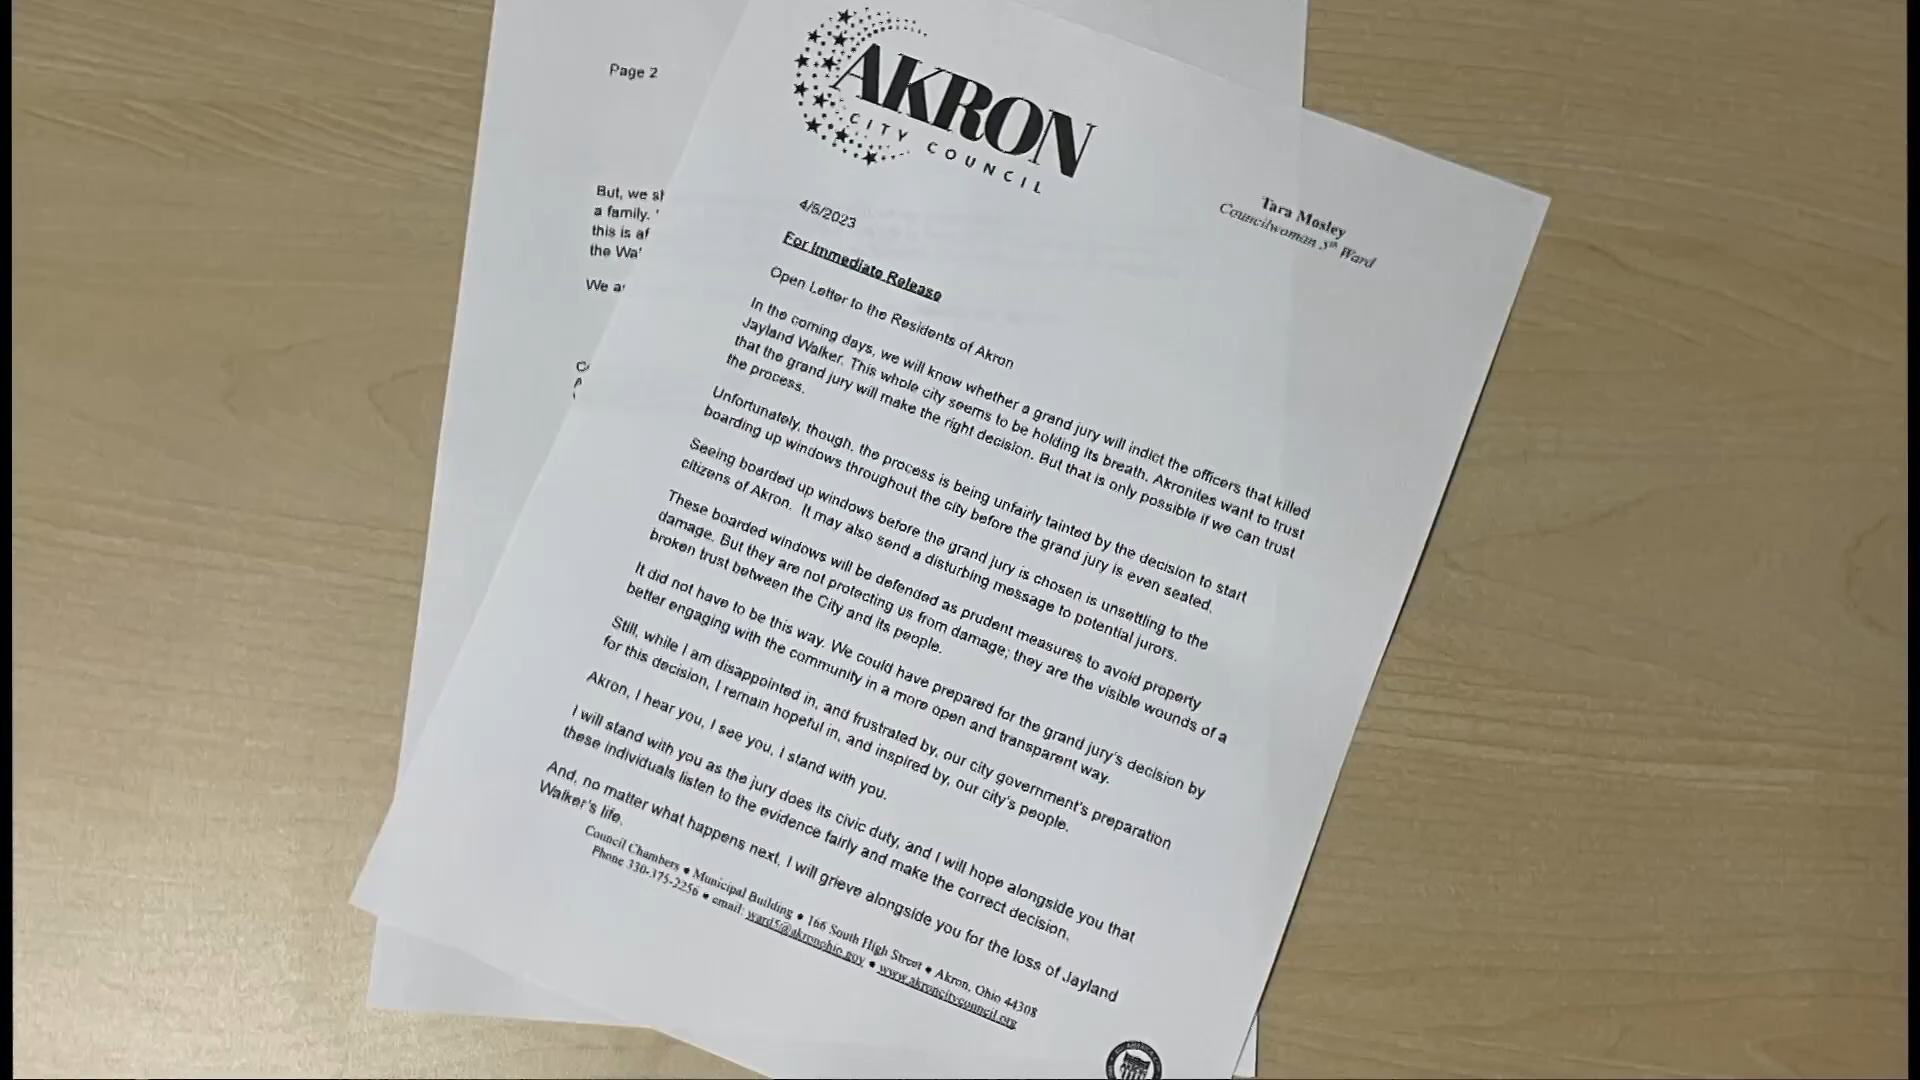 Page 2
But, we
a family.
this is
the
We
AKRON
CITY COUNCIL
Tara Mosley
Councilwoman 5th Ward
4/5/2023
For Immediate Release
Open Letter to the Residents of Akron
In the coming days, we will know whether a grand jury will indict the officers that killed
Jayland Walker. This whole city seems to be holding its breath. Akronites want to trust
that the grand jury will make the right decision. But that is only possible if we can trust
the process.
Unfortunately, though, the process is being unfairly tainted by the decision to start
boarding up windows throughout the city before the grand jury is even seated.
Seeing boarded up windows before the grand jury is chosen is unsettling to the
citizens of Akron. It may also send a disturbing message to potential jurors.
These boarded windows will be defended as prudent measures to avoid property
damage. But they are not protecting us from damage; they are the visible wounds of a
broken trust between the City and its people.
It did not have to be this way. We could have prepared for the grand jury's decision by
better engaging with the community in a more open and transparent way.
Still, while I am disappointed in, and frustrated by, our city government's preparation
for this decision, I remain hopeful in, and inspired by, our city's people.
Akron, I hear you, I see you, I stand with you.
I will stand with you as the jury does its civic duty, and I will hope alongside you that
these individuals listen to the evidence fairly and make the correct decision.
And, no matter what happens next, I will grieve alongside you for the loss of Jayland
Walker's life.
Council Chambers • Municipal Building • 166 South High Street • Akron, Ohio 44308
Phone 330-375-2256 • email: ward5@akronohio.gov • www.akroncitycouncil.org